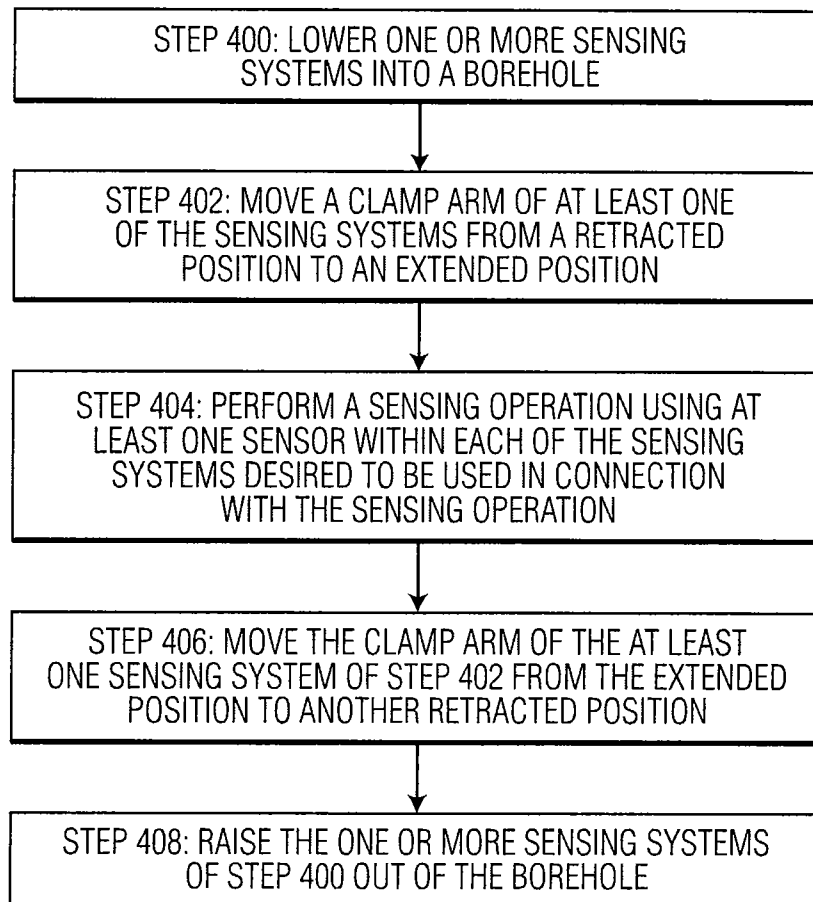 STEP 400: LOWER ONE OR MORE SENSING
SYSTEMS INTO A BOREHOLE
STEP 402: MOVE A CLAMP ARM OF AT LEAST ONE
OF THE SENSING SYSTEMS FROM A RETRACTED
POSITION TO AN EXTENDED POSITION
STEP 404: PERFORM A SENSING OPERATION USING AT
LEAST ONE SENSOR WITHIN EACH OF THE SENSING
SYSTEMS DESIRED TO BE USED IN CONNECTION
WITH THE SENSING OPERATION
STEP 406: MOVE THE CLAMP ARM OF THE AT LEAST
ONE SENSING SYSTEM OF STEP 402 FROM THE EXTENDED
POSITION TO ANOTHER RETRACTED POSITION
STEP 408: RAISE THE ONE OR MORE SENSING SYSTEMS
OF STEP 400 OUT OF THE BOREHOLE